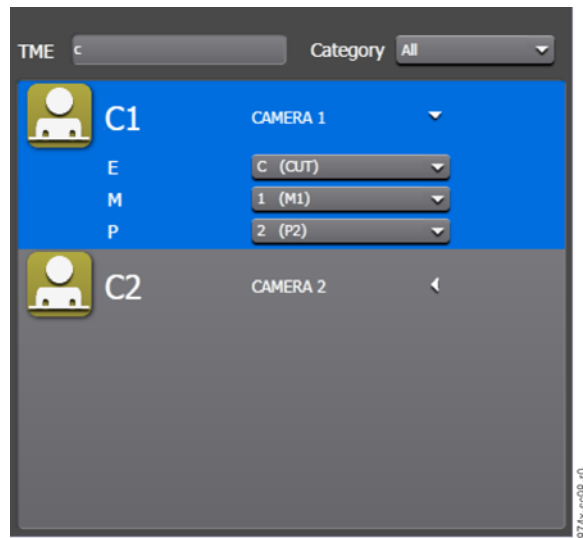 TME c Category All
C1 CAMERA 1
E C (CUT)
M 1 (M1)
P 2 (P2)
C2 CAMERA 2